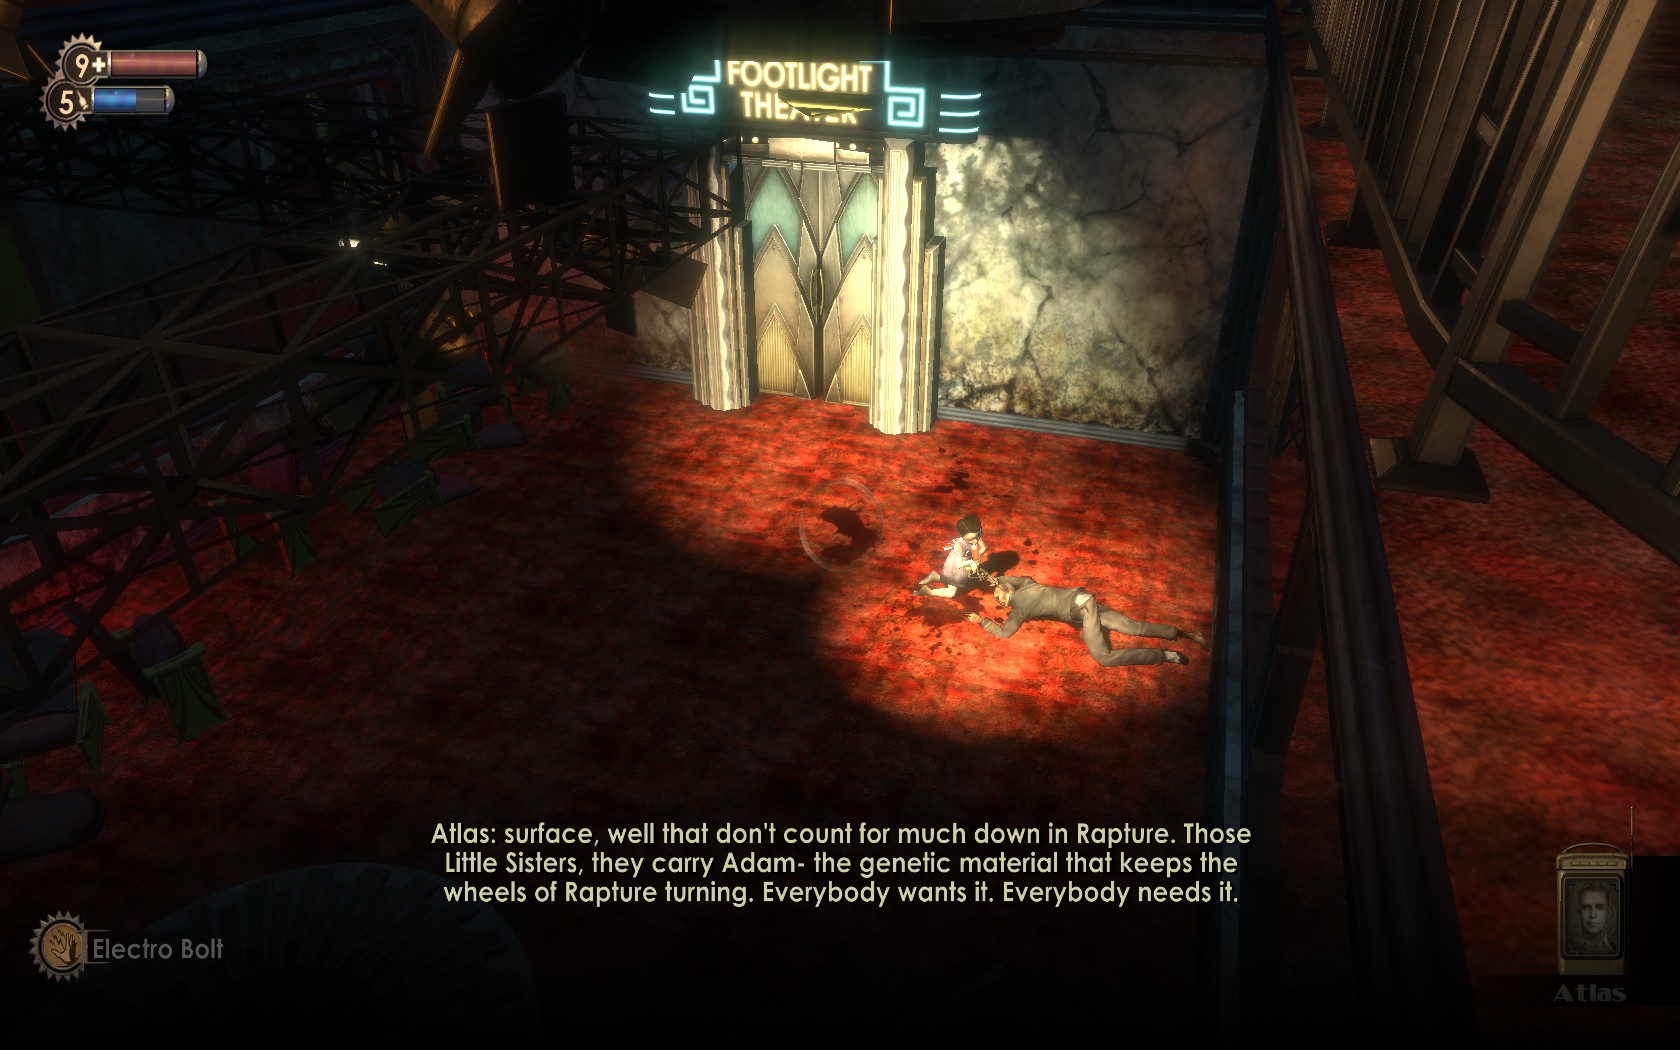 9
5
FOOTLIGHT
THEATER
Atlas: surface, well that don't count for much down in Rapture. Those
Little Sisters, they carry Adam- the genetic material that keeps the
wheels of Rapture turning. Everybody wants it. Everybody needs it.
Electro Bolt
Atlas